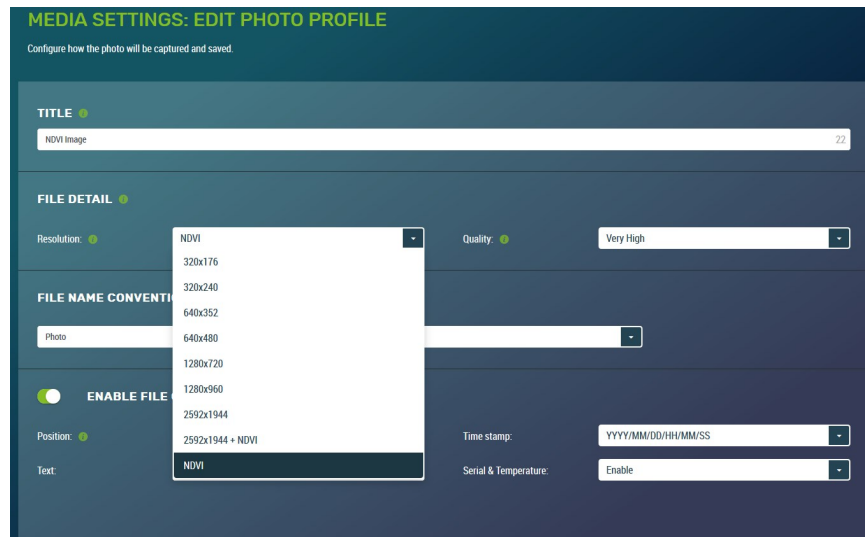 MEDIA SETTINGS: EDIT PHOTO PROFILE
Configure how the photo will be captured and saved.
TITLE
NDVI Image 22
FILE DETAIL
Resolution: NDVI Quality: Very High
320x176
320x240
FILE NAME 640x352
Photo 640x480
1280x720
1280x960
ENABLE FILE
2592x1944
Position: 2592x1944 + NDVI Time stamp: YYYY/MM/DD/HH/MM/SS
Text: NDVI Serial & Temperature: Enable